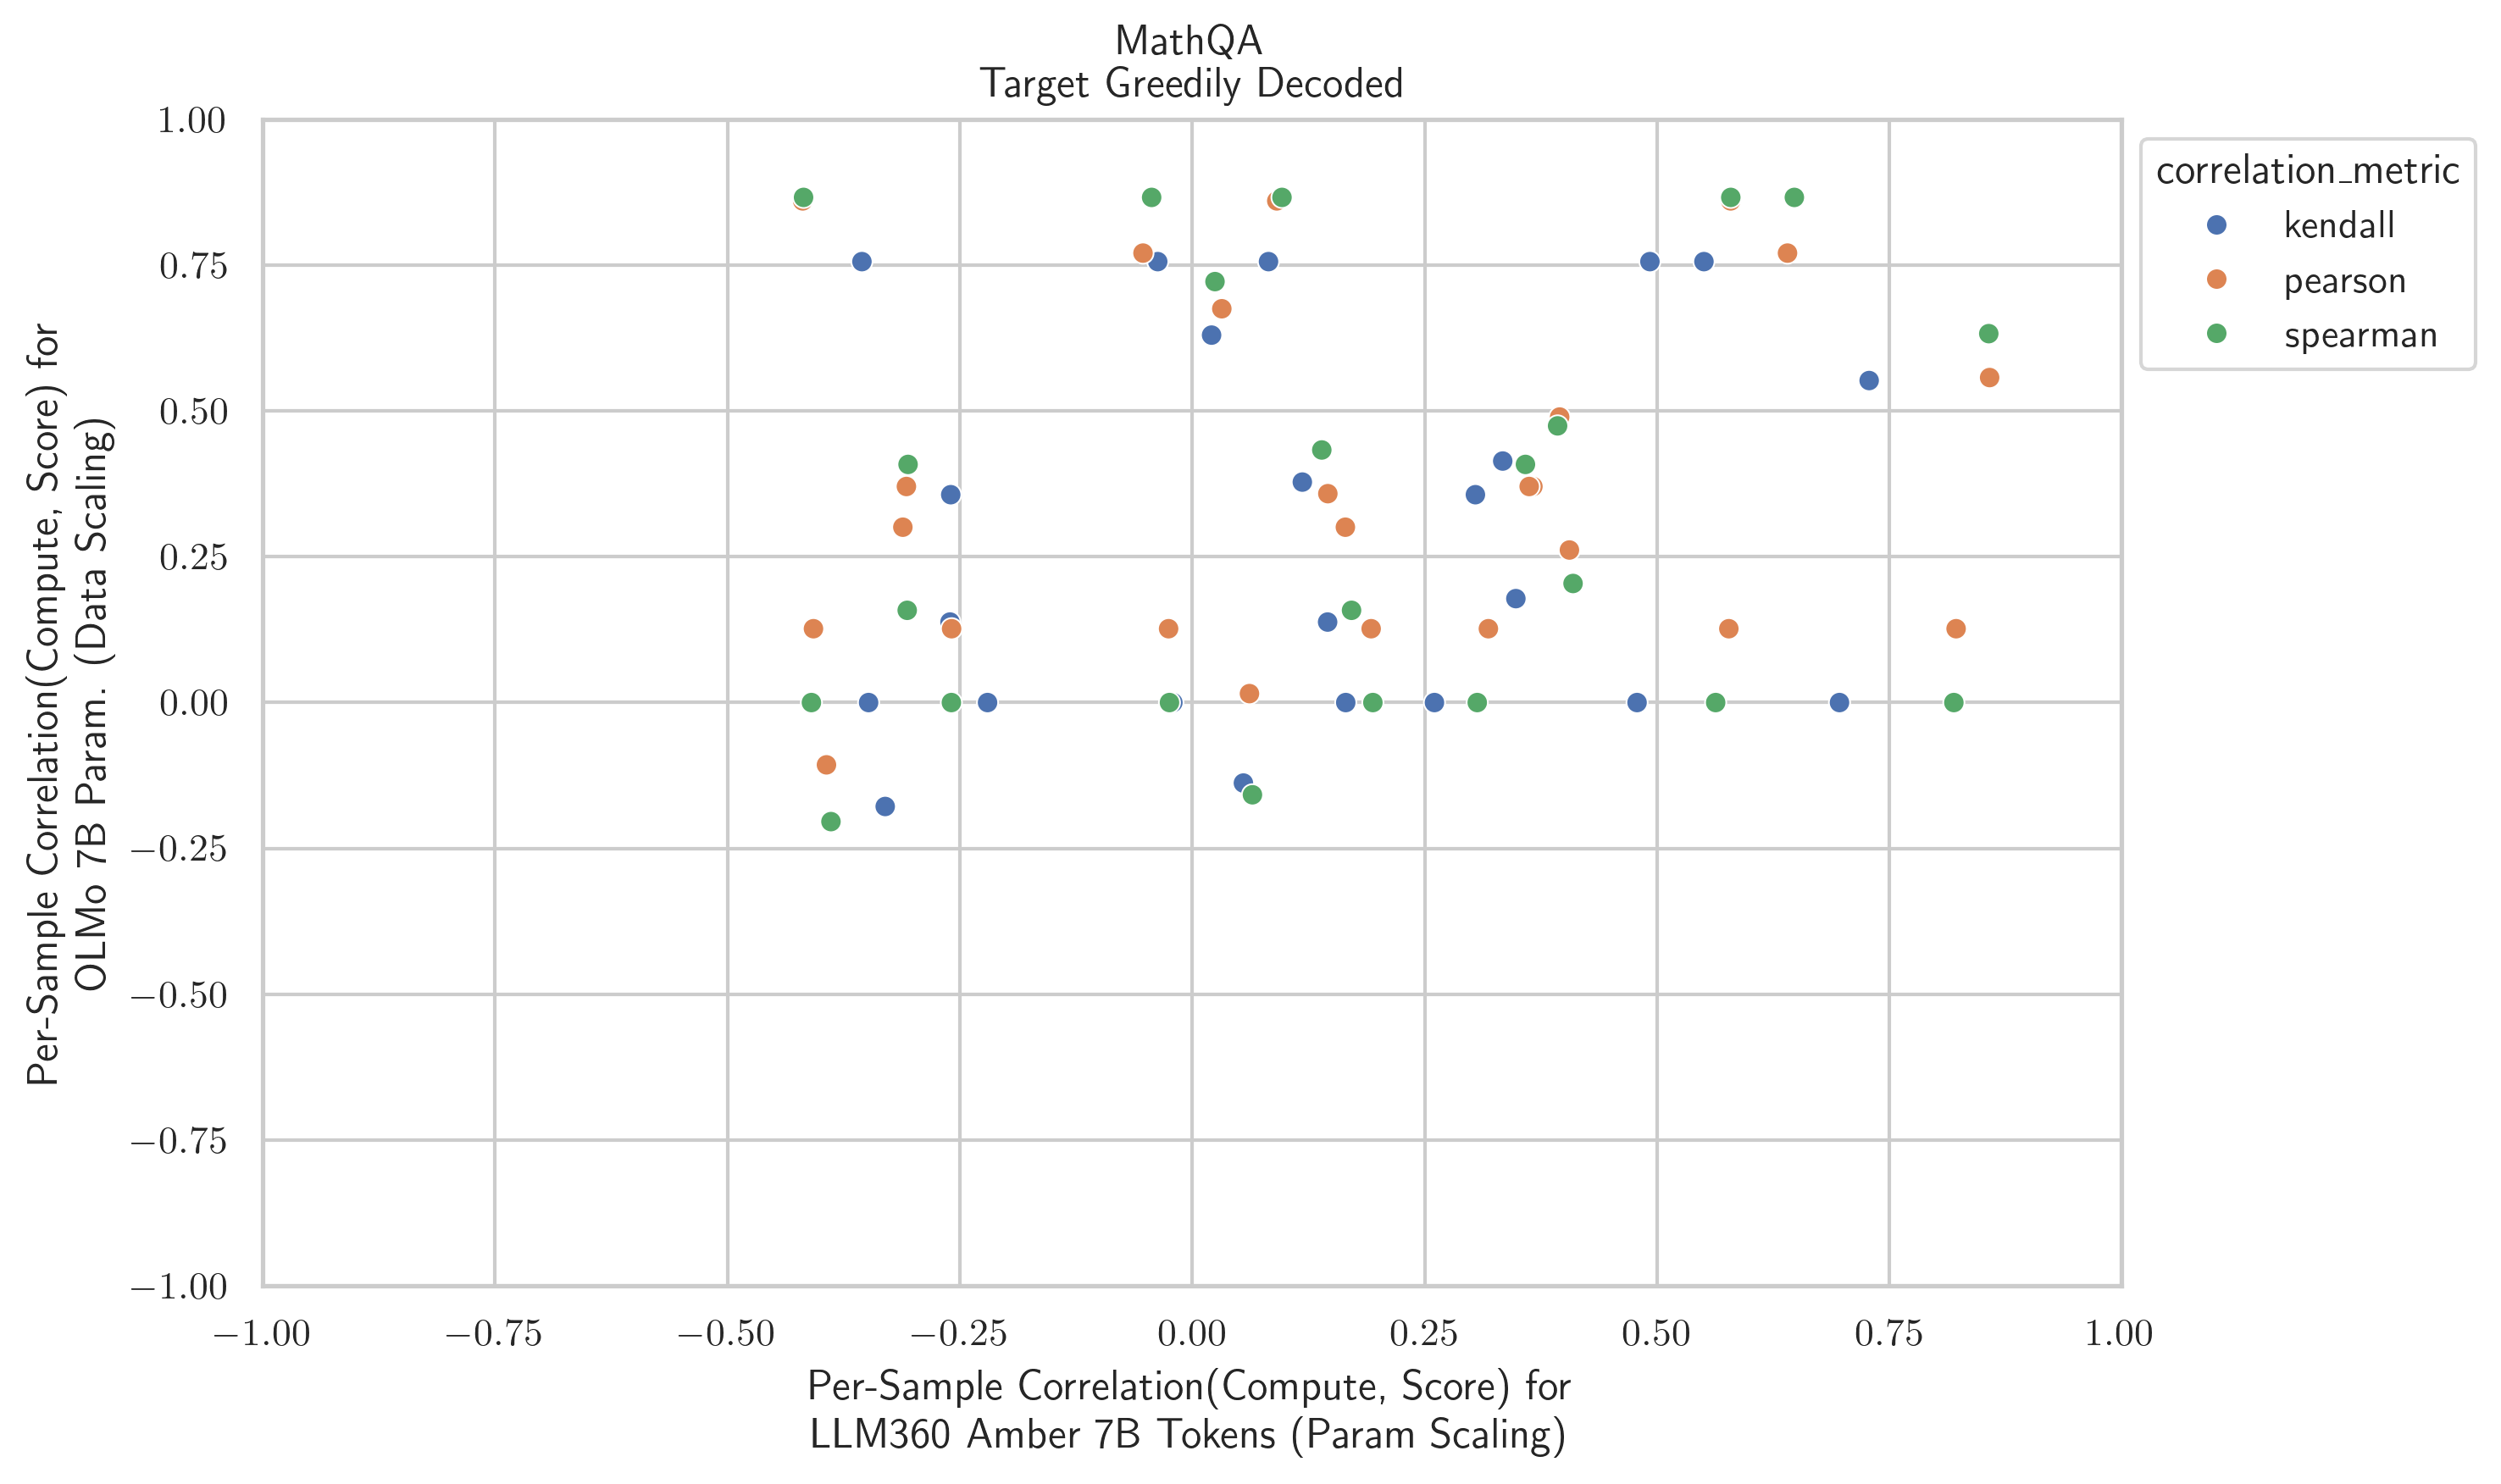 MathQA
Target Greedily Decoded
1.00
0.75
0.50
0.25
0.00
−0.25
−0.50
−0.75
−1.00
Per-Sample Correlation(Compute, Score) for
OLMo 7B Param. (Data Scaling)
−1.00 −0.75 −0.50 −0.25 0.00 0.25 0.50 0.75 1.00
Per-Sample Correlation(Compute, Score) for
LLM360 Amber 7B Tokens (Param Scaling)
correlation_metric
kendall
pearson
spearman